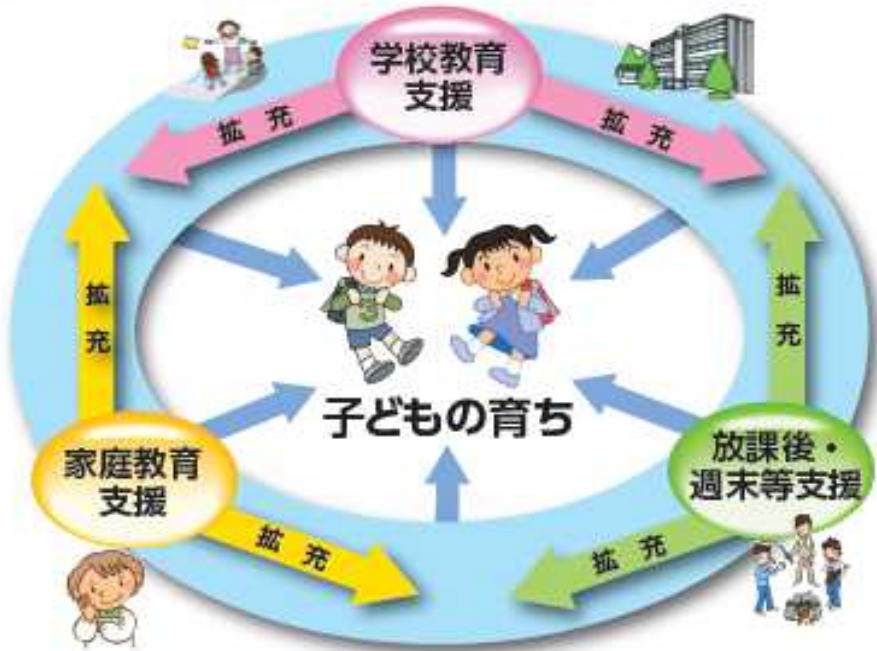 学校教育
支援
拡充
拡充
拡充
拡充
子どもの育ち
家庭教育
支援
放課後・
週末等支援
拡充
拡充